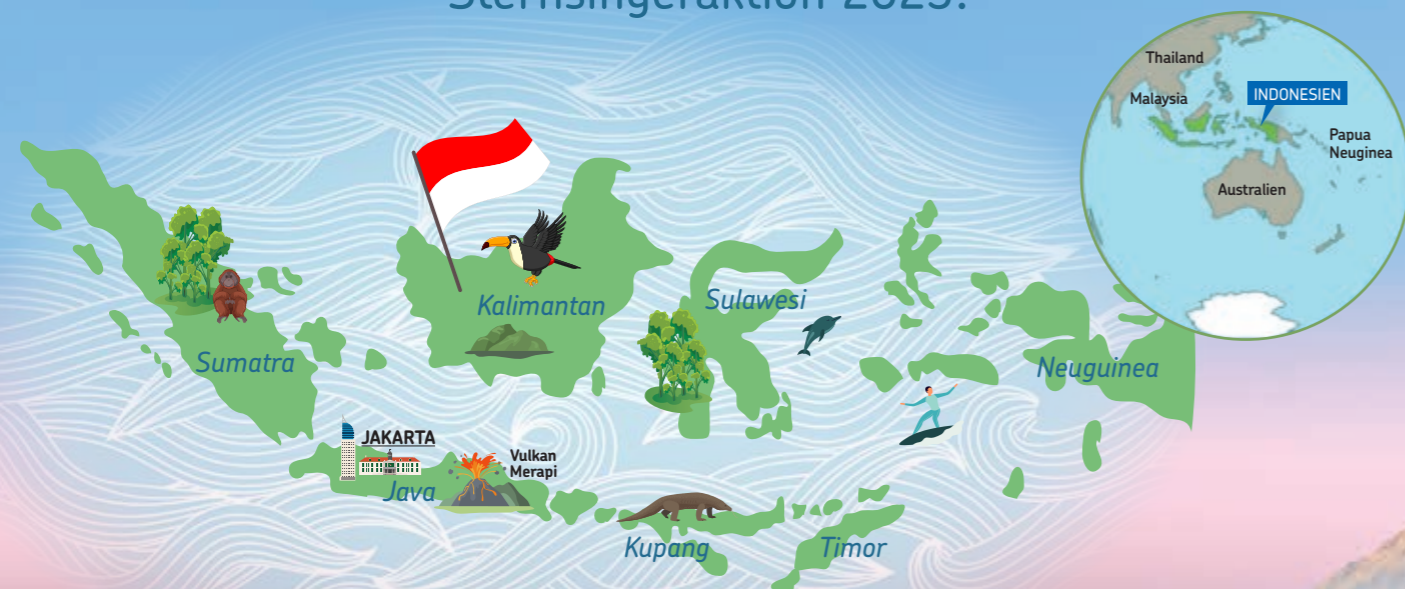 Sternsingeraktion 2023:
Thailand
Malaysia
INDONESIEN
Papua
Neuginea
Australien
Kalimantan
Sulawesi
Sumatra
Neuguinea
JAKARTA
Vulkan
Merapi
Java
Kupang
Timor